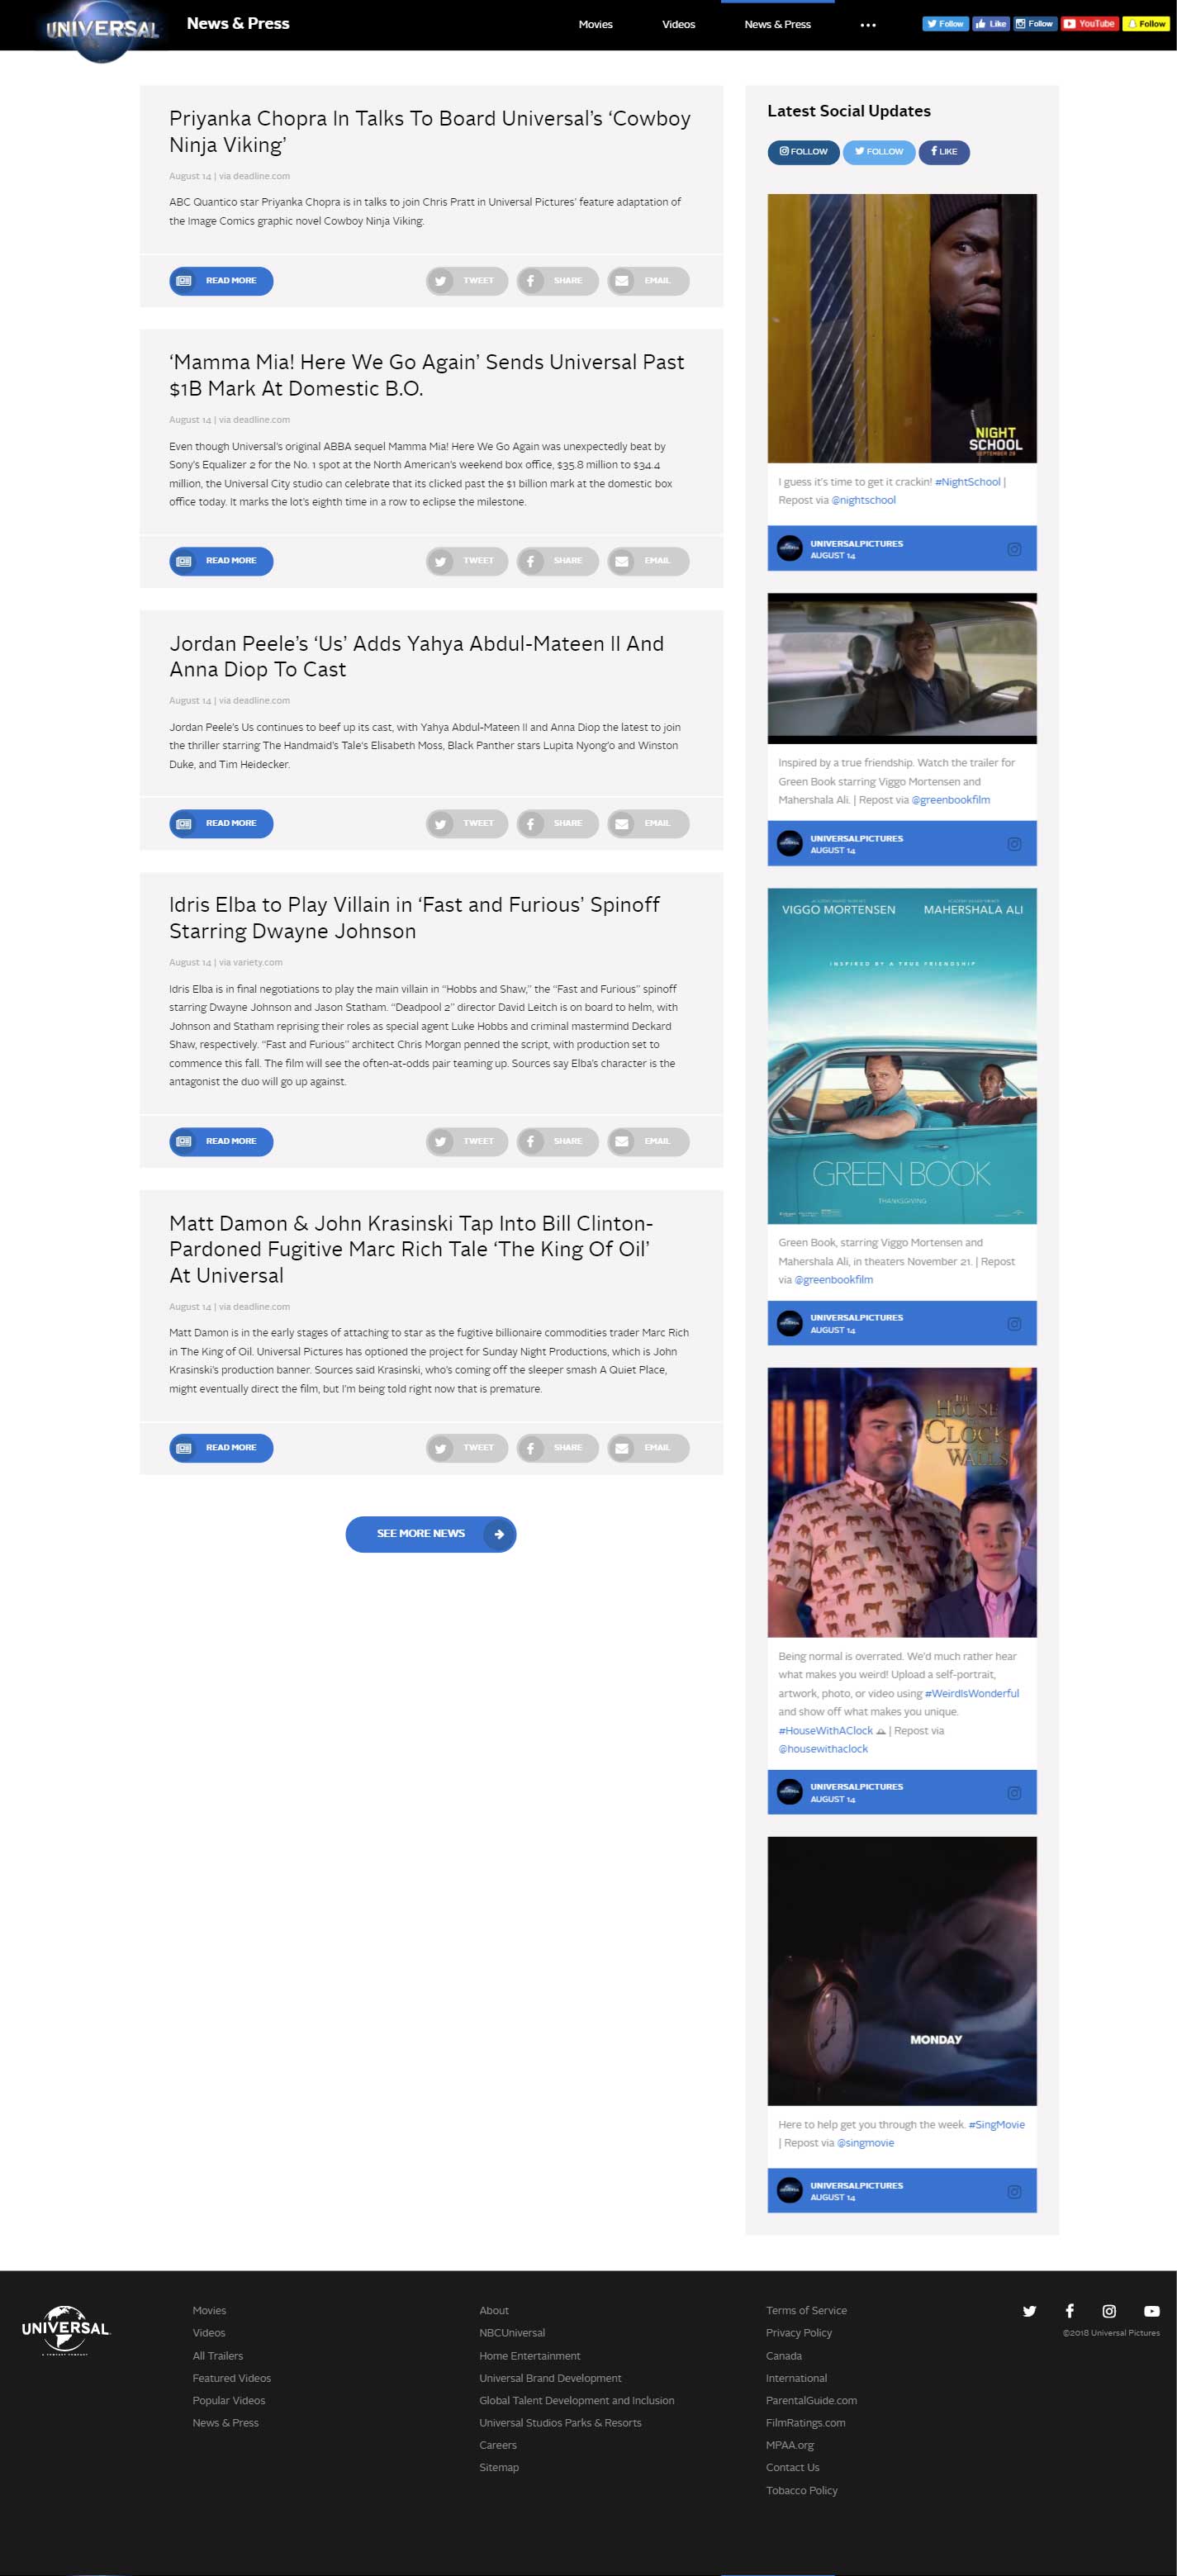 UNIVERSAL
News & Press
Movies
Videos
News & Press
Follow
Like
Follow
YouTube
Follow
Priyanka Chopra In Talks To Board Universal’s ‘Cowboy
Ninja Viking’
August 14 | via deadline.com
ABC Quantico star Priyanka Chopra is in talks to join Chris Pratt in Universal Pictures’ feature adaptation of
the Image Comics graphic novel Cowboy Ninja Viking.
READ MORE
TWEET
SHARE
EMAIL
‘Mamma Mia! Here We Go Again’ Sends Universal Past
$1B Mark At Domestic B.O.
August 14 | via deadline.com
Even though Universal’s original ABBA sequel Mamma Mia! Here We Go Again was unexpectedly beat by
Sony’s Equalizer 2 for the No. 1 spot at the North American’s weekend box office, $35.8 million to $34.4
million, the Universal City studio can celebrate that its clicked past the $1 billion mark at the domestic box
office today. It marks the lot’s eighth time in a row to eclipse the milestone.
READ MORE
TWEET
SHARE
EMAIL
Jordan Peele’s ‘Us’ Adds Yahya Abdul-Mateen II And
Anna Diop To Cast
August 14 | via deadline.com
Jordan Peele’s Us continues to beef up its cast, with Yahya Abdul-Mateen II and Anna Diop the latest to join
the thriller starring The Handmaid’s Tale’s Elisabeth Moss, Black Panther stars Lupita Nyong’o and Winston
Duke, and Tim Heidecker.
READ MORE
TWEET
SHARE
EMAIL
Idris Elba to Play Villain in ‘Fast and Furious’ Spinoff
Starring Dwayne Johnson
August 14 | via variety.com
Idris Elba is in final negotiations to play the main villain in “Hobbs and Shaw,” the “Fast and Furious” spinoff
starring Dwayne Johnson and Jason Statham. “Deadpool 2” director David Leitch is on board to helm, with
Johnson and Statham reprising their roles as special agent Luke Hobbs and criminal mastermind Deckard
Shaw, respectively. “Fast and Furious” architect Chris Morgan penned the script, with production set to
commence this fall. The film will see the often-at-odds pair teaming up. Sources say Elba’s character is the
antagonist the duo will go up against.
READ MORE
TWEET
SHARE
EMAIL
Matt Damon & John Krasinski Tap Into Bill Clinton-
Pardoned Fugitive Marc Rich Tale ‘The King Of Oil’
At Universal
August 14 | via deadline.com
Matt Damon is in the early stages of attaching to star as the fugitive billionaire commodities trader Marc Rich
in The King of Oil. Universal Pictures has optioned the project for Sunday Night Productions, which is John
Krasinski’s production banner. Sources said Krasinski, who’s coming off the sleeper smash A Quiet Place,
might eventually direct the film, but I’m being told right now that is premature.
READ MORE
TWEET
SHARE
EMAIL
SEE MORE NEWS
Latest Social Updates
FOLLOW
FOLLOW
LIKE
NIGHT
SCHOOL
SEPTEMBER 28
I guess it’s time to get it crackin! #NightSchool |
Repost via @nightschool
UNIVERSALPICTURES
AUGUST 14
Inspired by a true friendship. Watch the trailer for
Green Book starring Viggo Mortensen and
Mahershala Ali. | Repost via @greenbookfilm
UNIVERSALPICTURES
AUGUST 14
VIGGO MORTENSEN
MAHERSHALA ALI
INSPIRED BY A TRUE FRIENDSHIP
GREEN BOOK
THANKSGIVING
Green Book, starring Viggo Mortensen and
Mahershala Ali, in theaters November 21. | Repost
via @greenbookfilm
UNIVERSALPICTURES
AUGUST 14
THE
HOUSE
CLOCK
WALLS
Being normal is overrated. We’d much rather hear
what makes you weird! Upload a self-portrait,
artwork, photo, or video using #WeirdIsWonderful
and show off what makes you unique.
#HouseWithAClock | Repost via
@housewithaclock
UNIVERSALPICTURES
AUGUST 14
MONDAY
Here to help get you through the week. #SingMovie
| Repost via @singmovie
UNIVERSALPICTURES
AUGUST 14
UNIVERSAL
A COMCAST COMPANY
Movies
Videos
All Trailers
Featured Videos
Popular Videos
News & Press
About
NBCUniversal
Home Entertainment
Universal Brand Development
Global Talent Development and Inclusion
Universal Studios Parks & Resorts
Careers
Sitemap
Terms of Service
Privacy Policy
Canada
International
ParentalGuide.com
FilmRatings.com
MPAA.org
Contact Us
Tobacco Policy
©2018 Universal Pictures